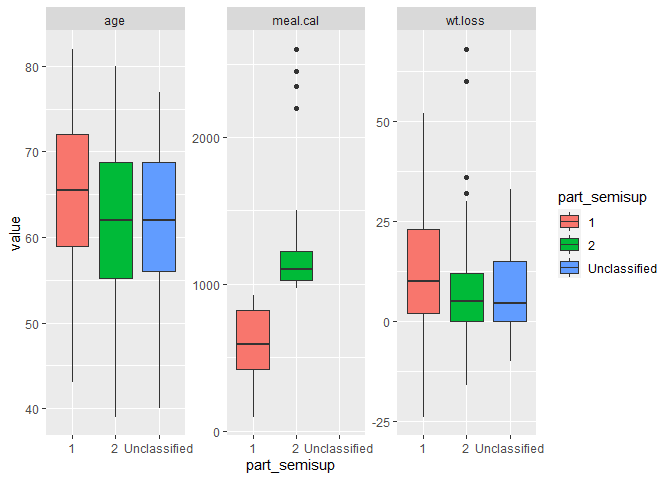 age
meal.cal
wt.loss
value
80
70
60
50
40
2000
1000
0
50
25
0
-25
1
2
Unclassified
1
2
Unclassified
1
2
Unclassified
part_semisup
part_semisup
1
2
Unclassified